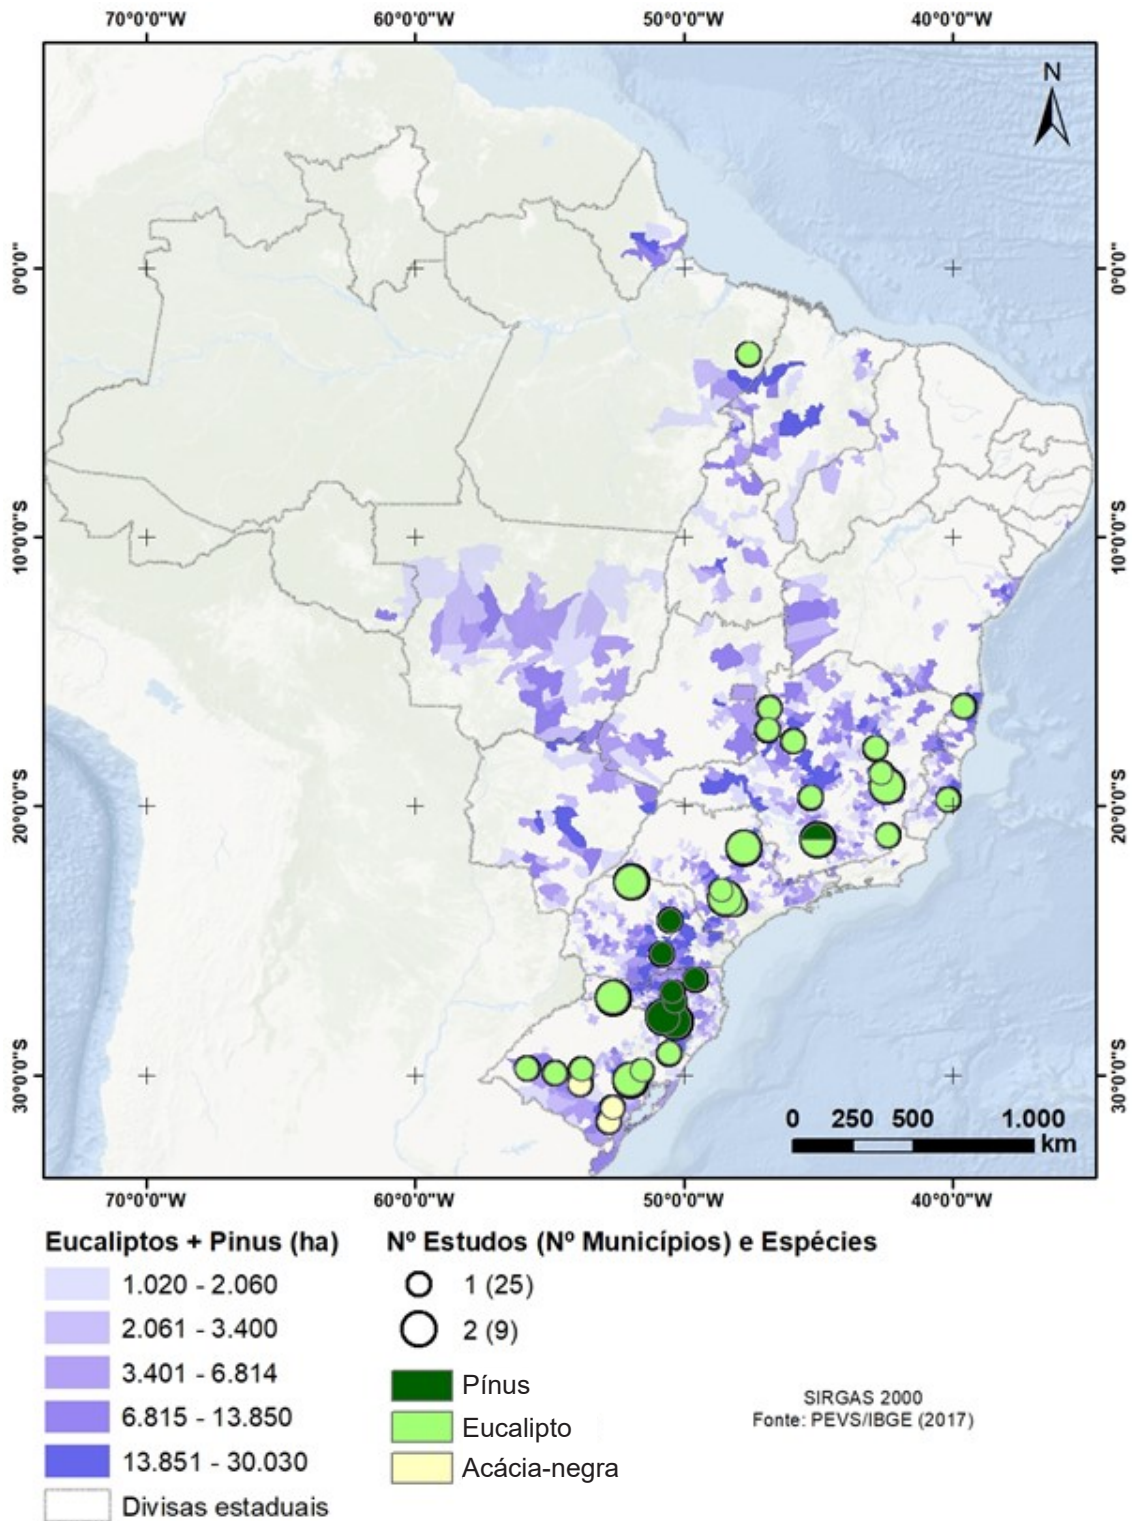 70°0'0"W 60°0'0"W 50°0'0"W 40°0'0"W
N
0°0'0" 0°0'0"
10°0'0"S 10°0'0"S
20°0'0"S 20°0'0"S
30°0'0"S 30°0'0"S
0 250 500 1.000
km
70°0'0"W 60°0'0"W 50°0'0"W 40°0'0"W
Eucaliptos + Pinus (ha)
1.020 - 2.060
2.061 - 3.400
3.401 - 6.814
6.815 - 13.850
13.851 - 30.030
Divisas estaduais
Nº Estudos (Nº Municípios) e Espécies
1 (25)
2 (9)
Pínus
Eucalipto
Acácia-negra
SIRGAS 2000
Fonte: PEVS/IBGE (2017)